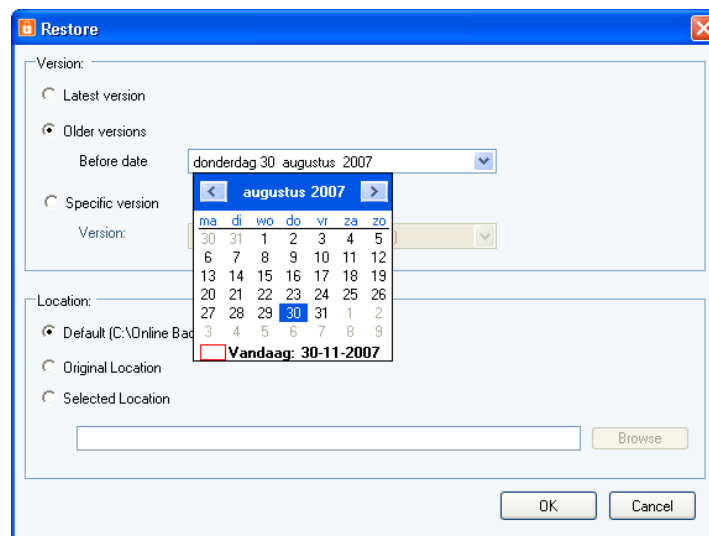 Restore
Version:
Latest version
Older versions
Before date donderdag 30 augustus 2007
augustus 2007
Specific version
ma di wo do vr za zo
Version:
30 31 1 2 3 4 5
6 7 8 9 10 11 12
13 14 15 16 17 18 19
20 21 22 23 24 25 26
Location:
27 28 29 30 31 1 2
Default (C:\Online Bac
3 4 5 6 7 8 9
Vandaag: 30-11-2007
Original Location
Selected Location
Browse
OK Cancel